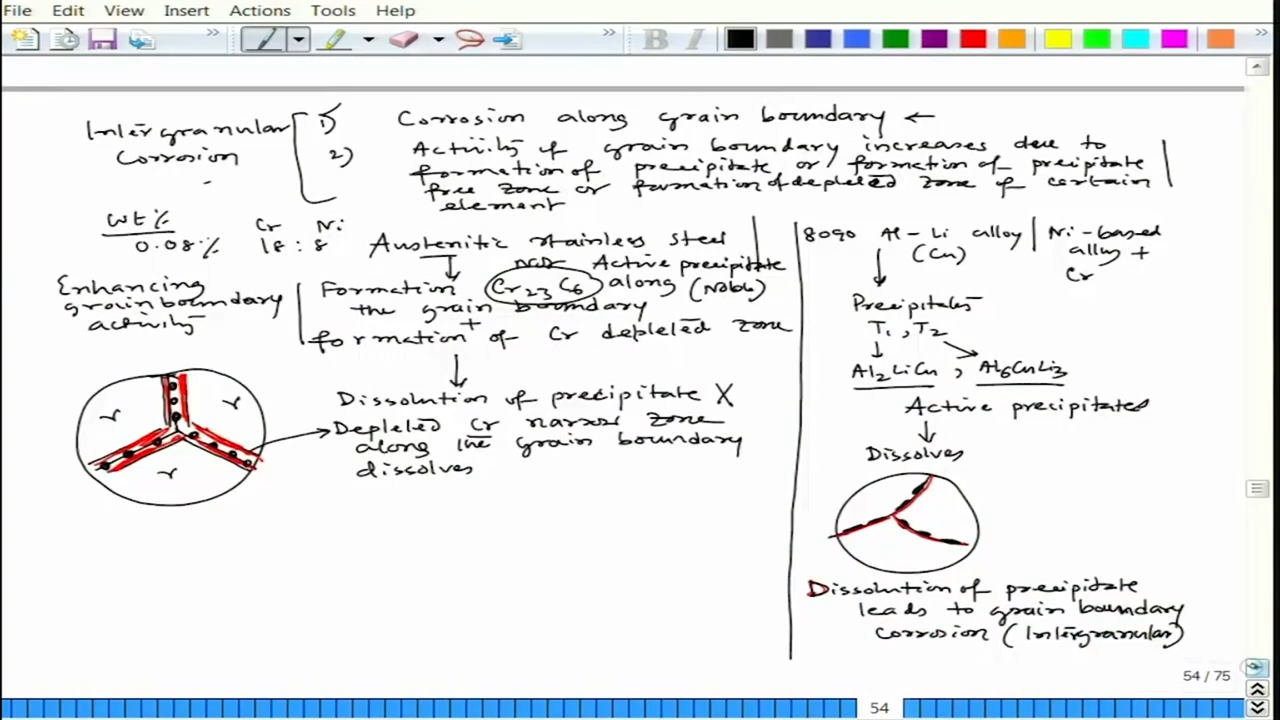 File Edit View Insert Actions Tools Help
Intergranular Corrosion
1) Corrosion along grain boundary ←
2) Activity of grain boundary increases due to
formation of precipitate or formation of precipitate
free zone or formation of depleted zone of certain
element
Wt% Cr Ni
0.08% 18 : 8 Austenitic stainless steel
Active precipitate
Formation Cr23C6 along (Noble)
the grain boundary
+
formation of Cr depleted zone
Enhancing
grain boundary
activity
γ γ
γ
Dissolution of precipitate X
Depleted Cr narrow zone
along the grain boundary
dissolves
8090 Al-Li alloy | Ni-based
(Cu) alloy +
Cr
Precipitates
T1, T2
Al2LiCu, Al6CuLi3
Active precipitates
Dissolves
Dissolution of precipitate
leads to grain boundary
corrosion (Intergranular)
54 / 75
54